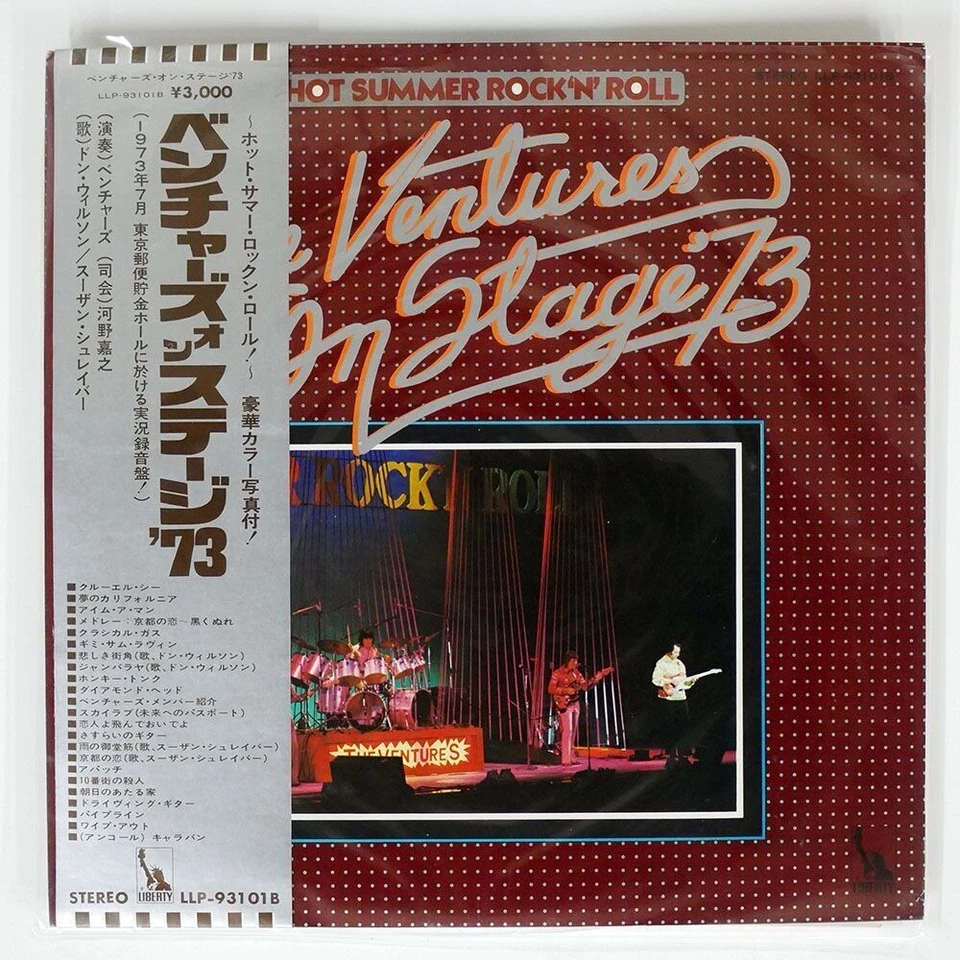 ベンチャーズ・オン・ステージ'73
LLP-93101B ¥3,000
～ホット・サマー・ロックン・ロール！～ 豪華カラー写真付！
ベンチャーズオンステージ'73
(1973年7月 東京郵便貯金ホールに於ける実況録音盤！)
(演奏)ベンチャーズ (司会)河野嘉之
(歌)ドン・ウィルソン／スーザン・シュレイバー
■クルーエル・シー
■夢のカリフォルニア
■アイム・ア・マン
■メドレー：京都の恋～黒くぬれ
■クラシカル・ガス
■ギミ・サム・ラヴィン
■悲しき街角(歌、ドン・ウィルソン)
■ジャンバラヤ(歌、ドン・ウィルソン)
■ホンキー・トンク
■ダイアモンド・ヘッド
■ベンチャーズ・メンバー紹介
■スカイラブ(未来へのパスポート)
■恋人よ飛んでおいでよ
■さすらいのギター
■雨の御堂筋(歌、スーザン・シュレイバー)
■京都の恋(歌、スーザン・シュレイバー)
■アパッチ
■10番街の殺人
■朝日のあたる家
■ドライヴィング・ギター
■パイプライン
■ワイプ・アウト
■(アンコール) キャラバン
STEREO LIBERTY LLP-93101B
STEREO LLP-93101B
HOT SUMMER ROCK'N' ROLL
e Ventures
On Stage '73
R ROCK N ROLL
THE VENTURES
LIBERTY